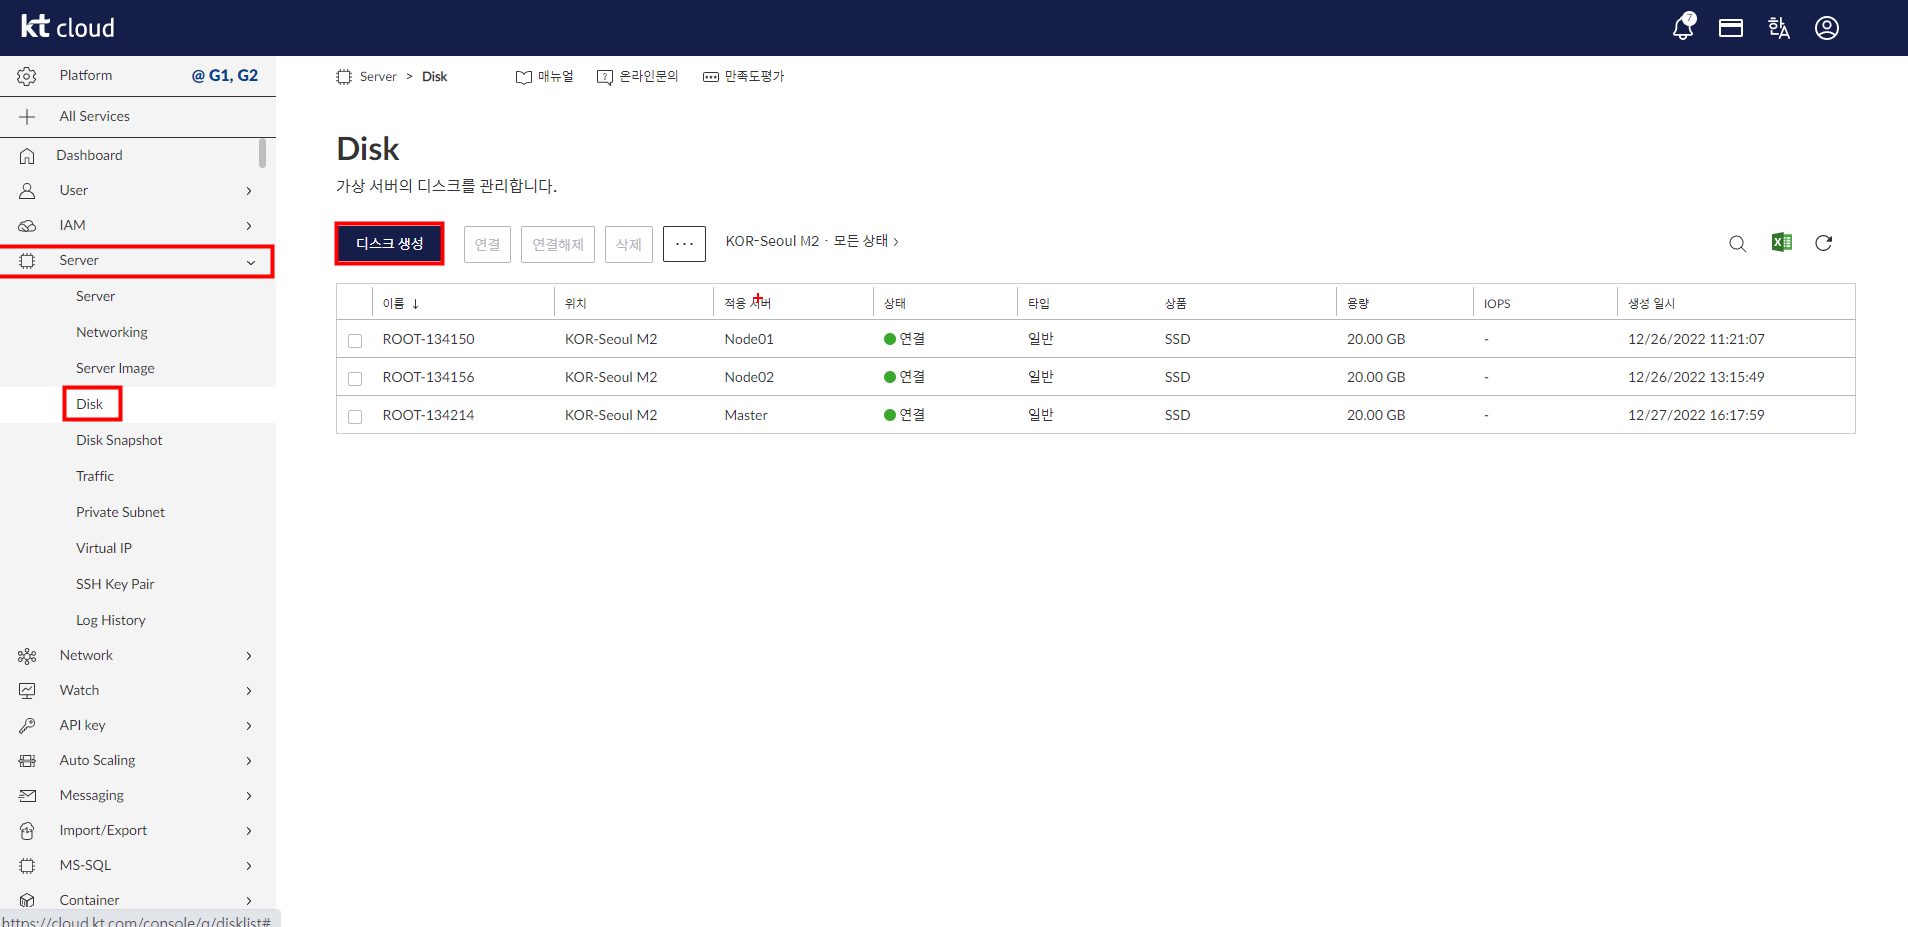 kt cloud
7
한A
Platform @ G1, G2
All Services
Dashboard
User
IAM
Server
Server
Networking
Server Image
Disk
Disk Snapshot
Traffic
Private Subnet
Virtual IP
SSH Key Pair
Log History
Network
Watch
API key
Auto Scaling
Messaging
Import/Export
MS-SQL
Container
https://cloud.kt.com/console/g/disklist#
Server > Disk 매뉴얼 온라인문의 만족도평가
Disk
가상 서버의 디스크를 관리합니다.
디스크 생성 연결 연결해제 삭제 ··· KOR-Seoul M2 · 모든 상태 >
이름 ↓ 위치 적용 서버 상태 타입 상품 용량 IOPS 생성 일시
ROOT-134150 KOR-Seoul M2 Node01 연결 일반 SSD 20.00 GB - 12/26/2022 11:21:07
ROOT-134156 KOR-Seoul M2 Node02 연결 일반 SSD 20.00 GB - 12/26/2022 13:15:49
ROOT-134214 KOR-Seoul M2 Master 연결 일반 SSD 20.00 GB - 12/27/2022 16:17:59